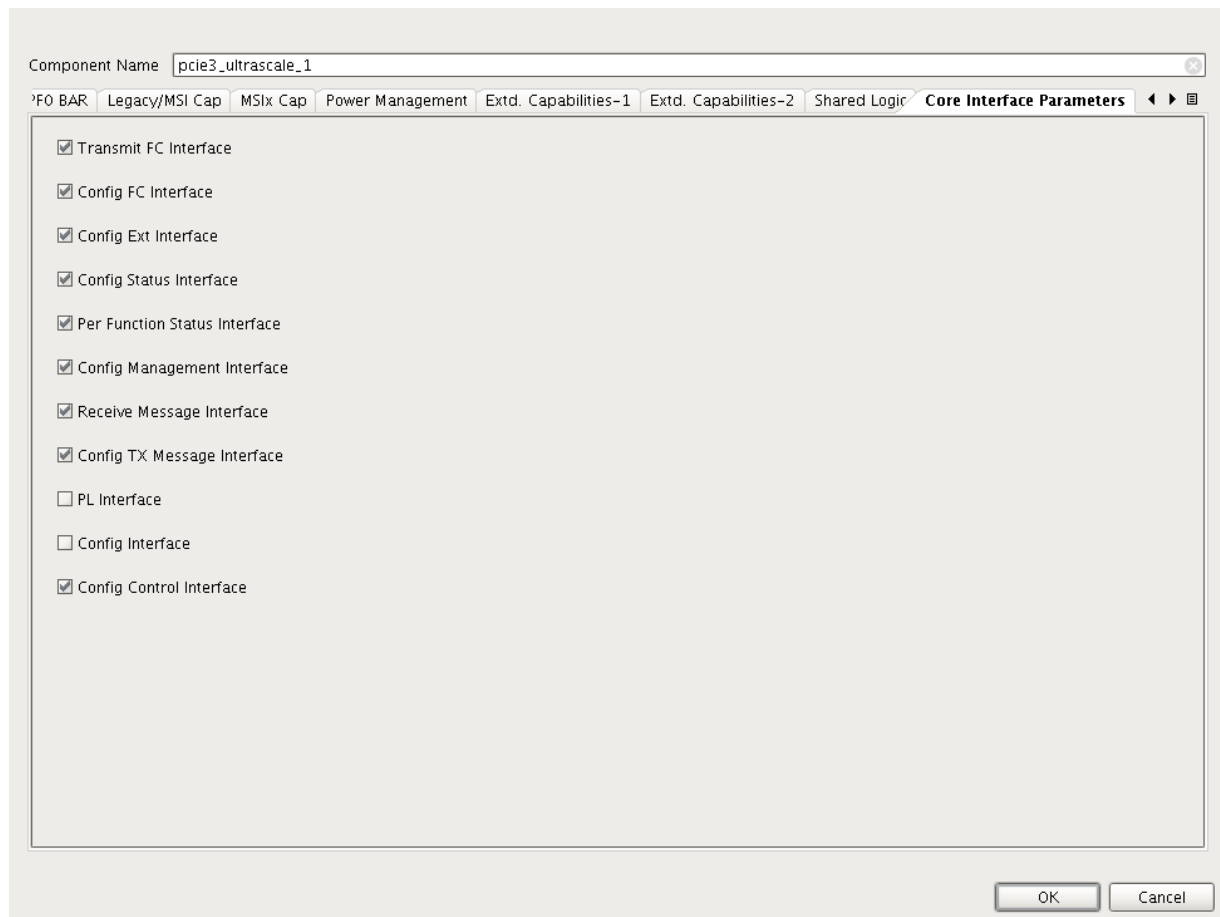 Component Name pcie3_ultrascale_1
PF0 BAR Legacy/MSI Cap MSIx Cap Power Management Extd. Capabilities-1 Extd. Capabilities-2 Shared Logic Core Interface Parameters
Transmit FC Interface
Config FC Interface
Config Ext Interface
Config Status Interface
Per Function Status Interface
Config Management Interface
Receive Message Interface
Config TX Message Interface
PL Interface
Config Interface
Config Control Interface
OK Cancel